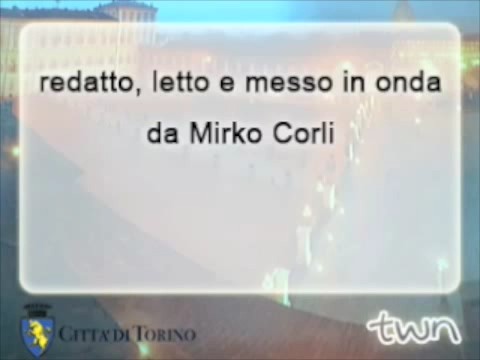 redatto, letto e messo in onda
da Mirko Corli
CITTÀ DI TORINO
twn